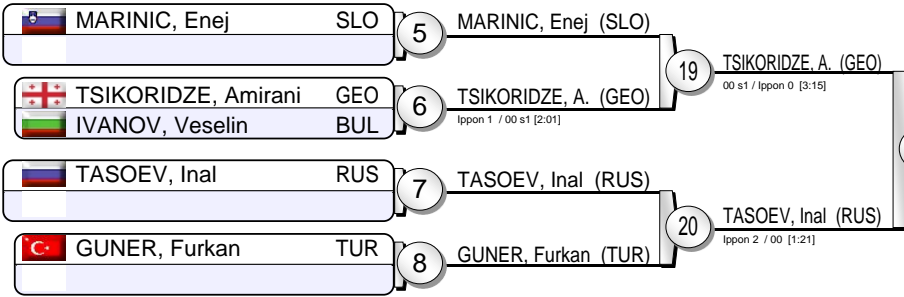 MARINIC, Enej SLO
5
MARINIC, Enej (SLO)
19
TSIKORIDZE, A. (GEO)
00 s1 / Ippon 0 [3:15]
TSIKORIDZE, Amirani GEO
IVANOV, Veselin BUL
6
TSIKORIDZE, A. (GEO)
Ippon 1 / 00 s1 [2:01]
TASOEV, Inal RUS
7
TASOEV, Inal (RUS)
20
TASOEV, Inal (RUS)
Ippon 2 / 00 [1:21]
GUNER, Furkan TUR
8
GUNER, Furkan (TUR)